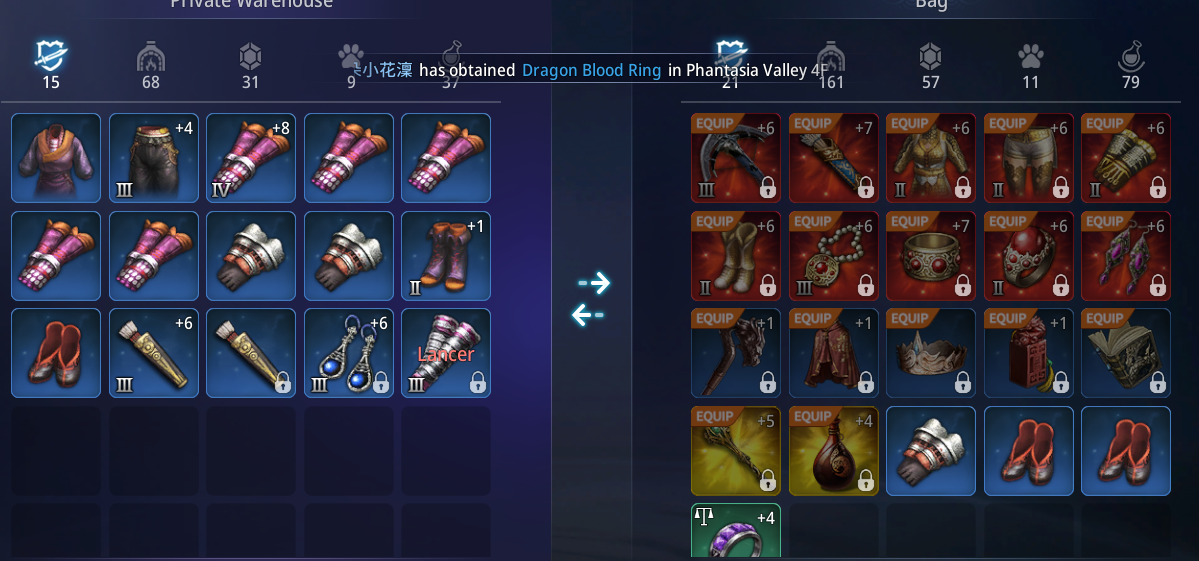 Private Warehouse
Bag
小花凜 has obtained Dragon Blood Ring in Phantasia Valley 4F
15
68
31
9
37
21
161
57
11
79
+4
III
+8
IV
+1
II
+6
III
+6
III
Lancer
III
EQUIP
+6
III
EQUIP
+7
EQUIP
+6
II
EQUIP
+6
II
EQUIP
+6
II
EQUIP
+6
II
EQUIP
+6
III
EQUIP
+7
EQUIP
+6
II
EQUIP
+6
EQUIP
+1
EQUIP
+1
EQUIP
EQUIP
+1
EQUIP
EQUIP
+5
EQUIP
+4
+4